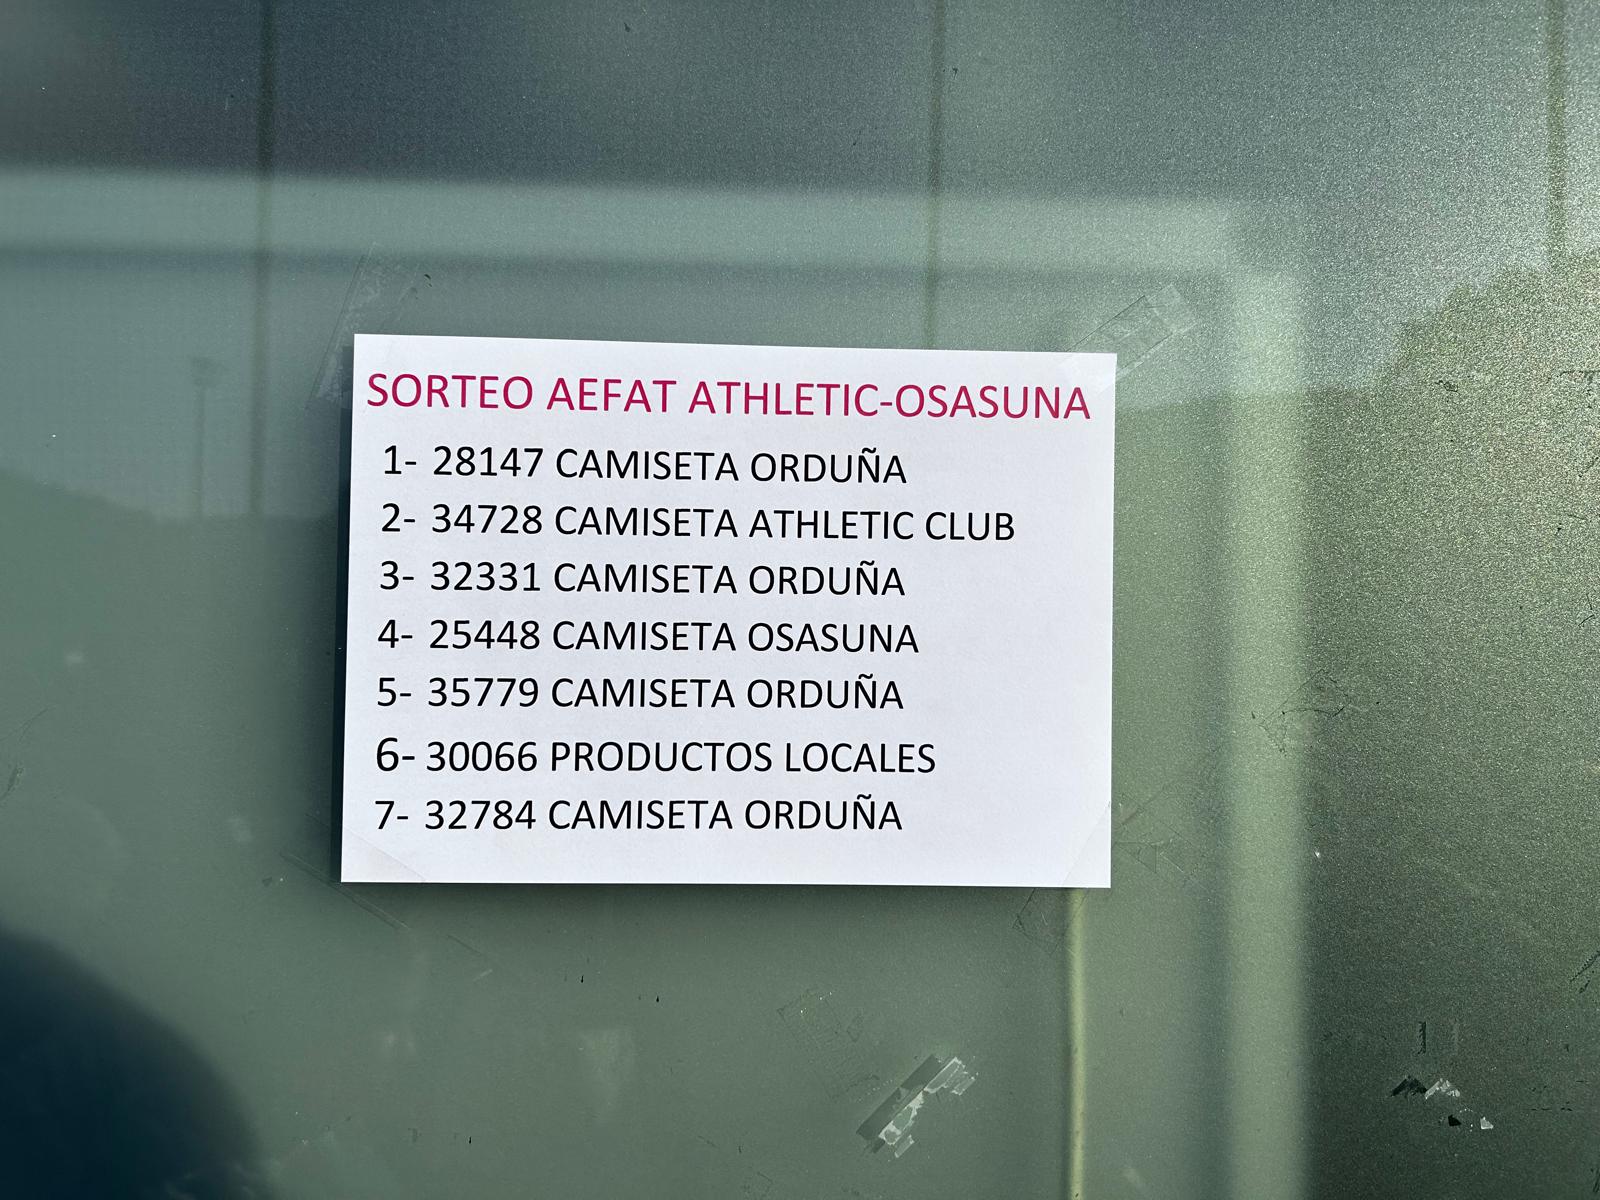 SORTEO AEFAT ATHLETIC-OSASUNA
1- 28147 CAMISETA ORDUÑA
2- 34728 CAMISETA ATHLETIC CLUB
3- 32331 CAMISETA ORDUÑA
4- 25448 CAMISETA OSASUNA
5- 35779 CAMISETA ORDUÑA
6- 30066 PRODUCTOS LOCALES
7- 32784 CAMISETA ORDUÑA